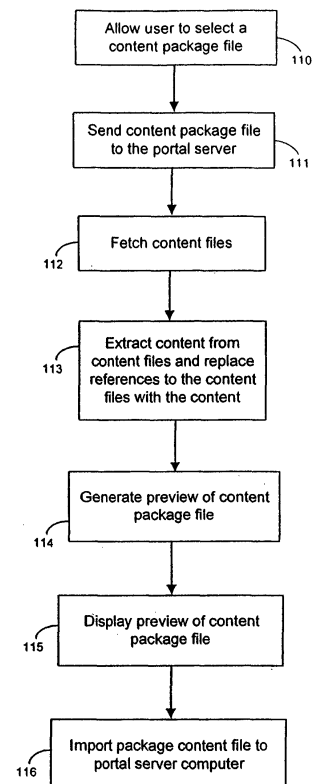 Allow user to select a
content package file
110
Send content package file
to the portal server
111
Fetch content files
112
Extract content from
content files and replace
references to the content
files with the content
113
Generate preview of content
package file
114
Display preview of content
package file
115
Import package content file to
portal server computer
116